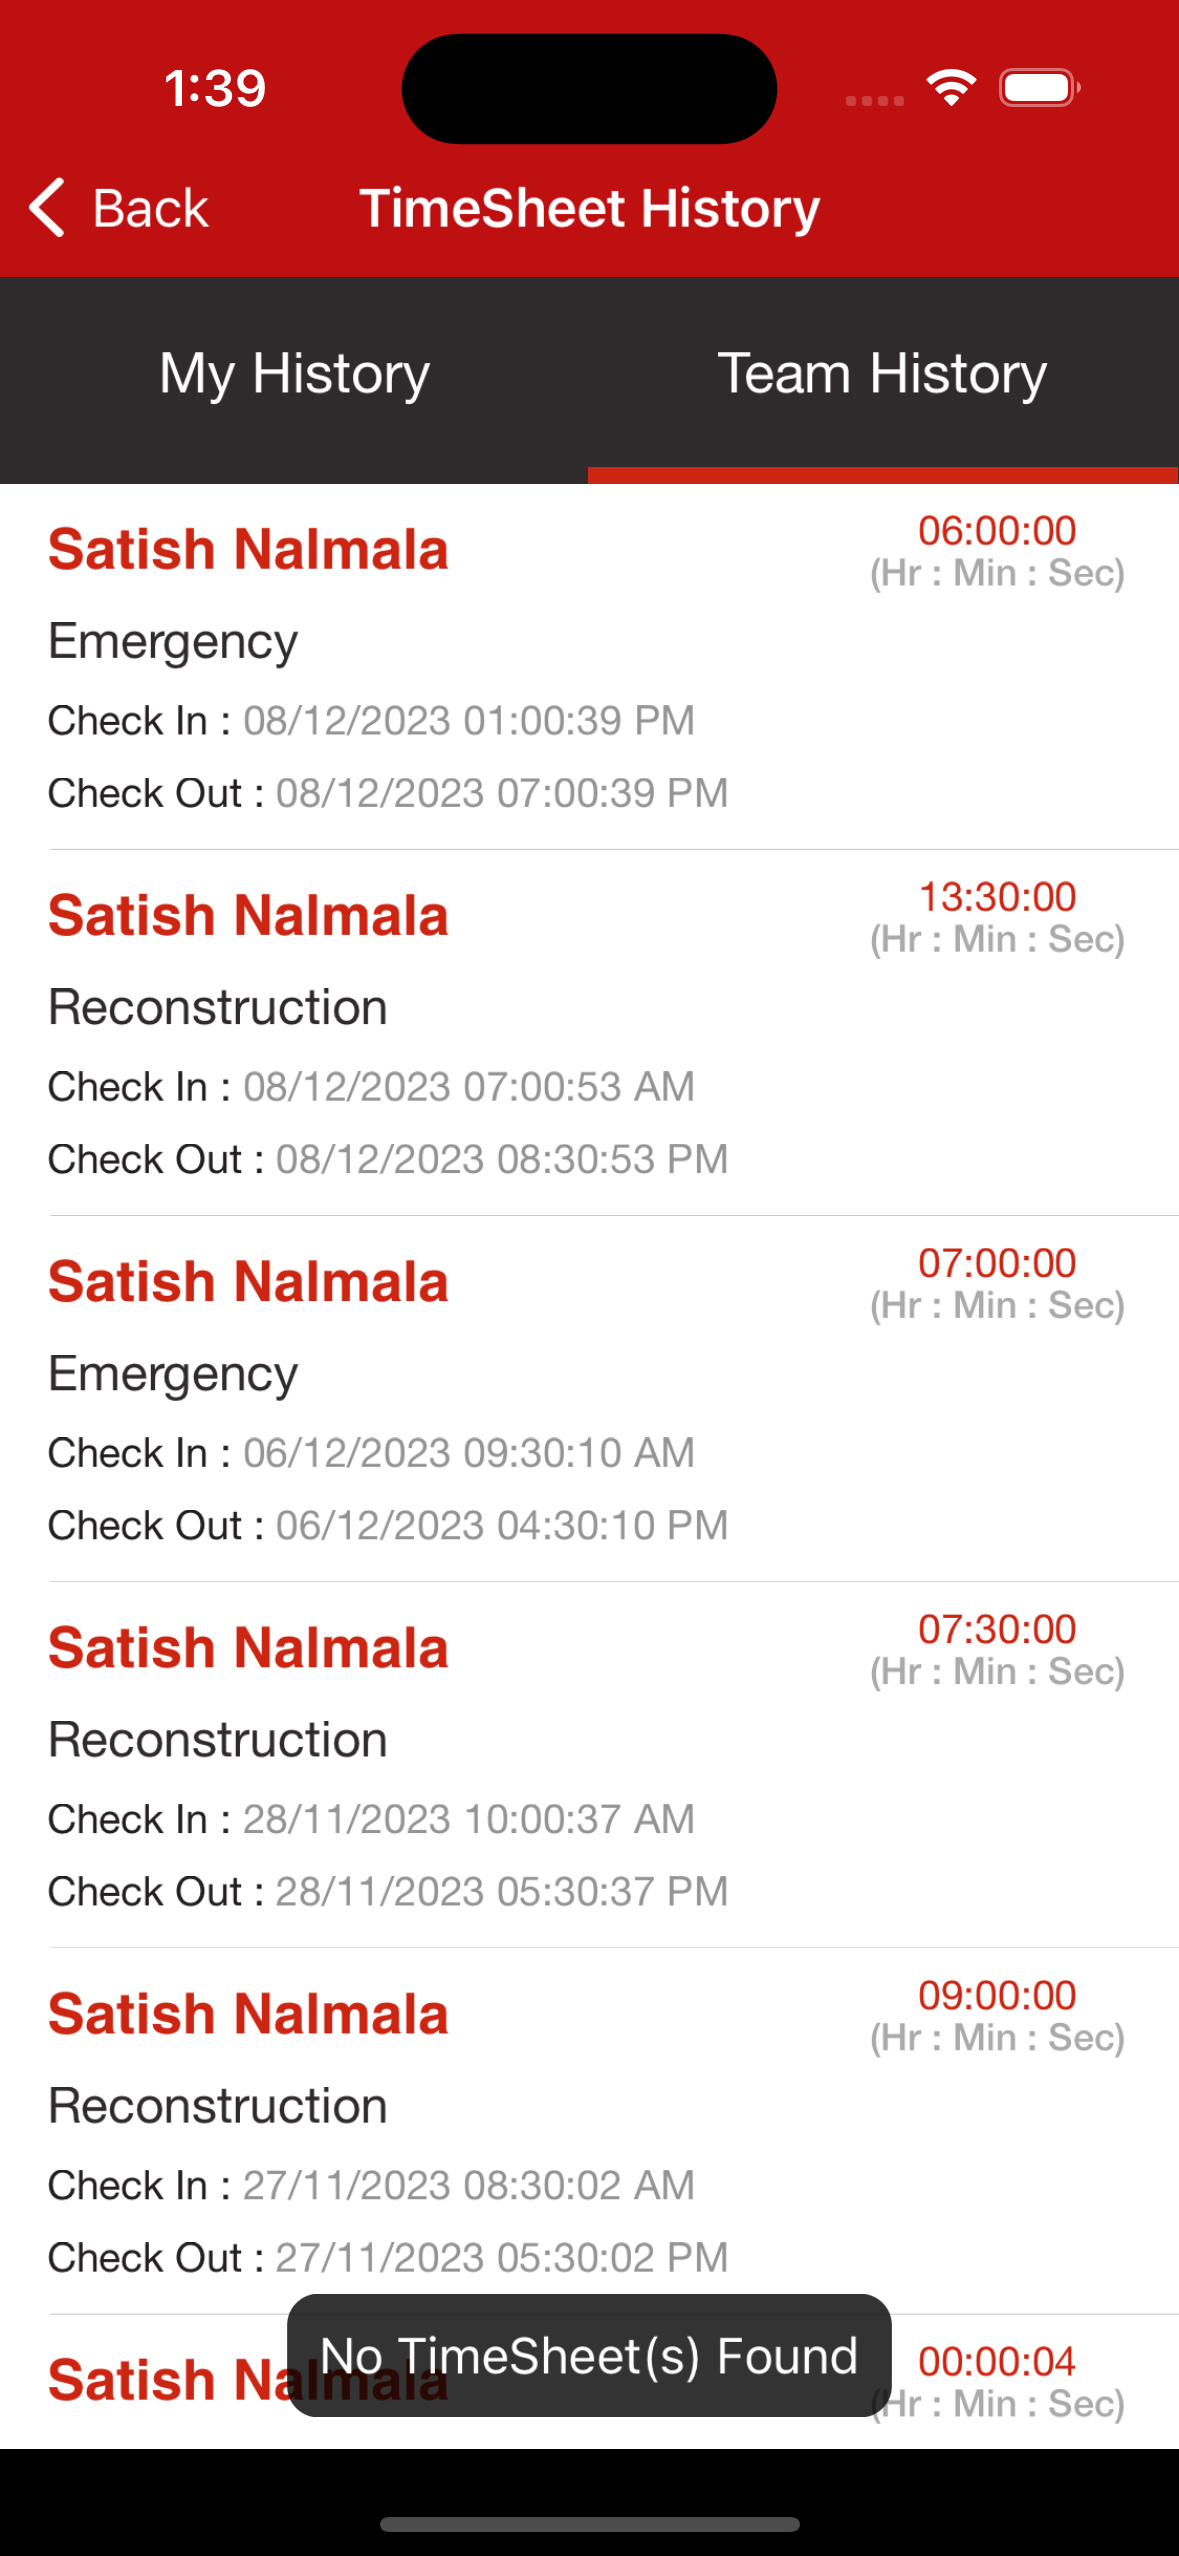 1:39
Back
TimeSheet History
My History
Team History
Satish Nalmala
06:00:00
(Hr : Min : Sec)
Emergency
Check In : 08/12/2023 01:00:39 PM
Check Out : 08/12/2023 07:00:39 PM
Satish Nalmala
13:30:00
(Hr : Min : Sec)
Reconstruction
Check In : 08/12/2023 07:00:53 AM
Check Out : 08/12/2023 08:30:53 PM
Satish Nalmala
07:00:00
(Hr : Min : Sec)
Emergency
Check In : 06/12/2023 09:30:10 AM
Check Out : 06/12/2023 04:30:10 PM
Satish Nalmala
07:30:00
(Hr : Min : Sec)
Reconstruction
Check In : 28/11/2023 10:00:37 AM
Check Out : 28/11/2023 05:30:37 PM
Satish Nalmala
09:00:00
(Hr : Min : Sec)
Reconstruction
Check In : 27/11/2023 08:30:02 AM
Check Out : 27/11/2023 05:30:02 PM
No TimeSheet(s) Found
Satish Nalmala
00:00:04
(Hr : Min : Sec)